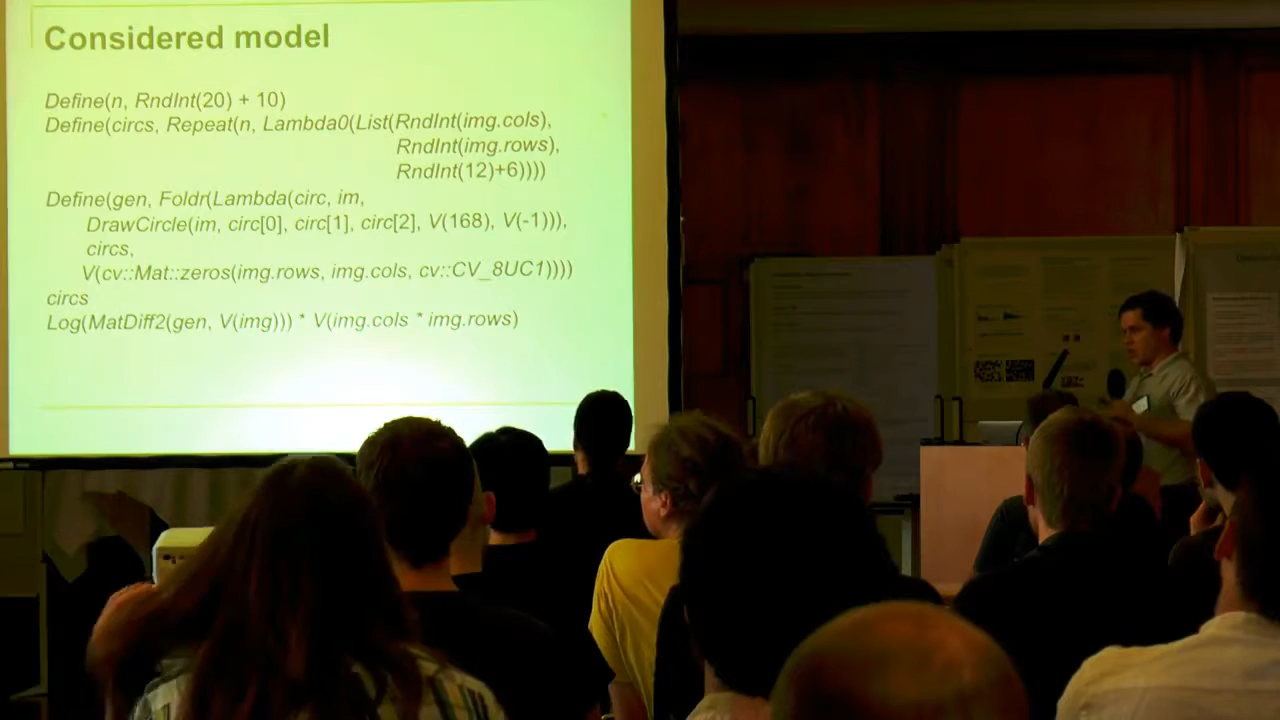 Considered model
Define(n, RndInt(20) + 10)
Define(circs, Repeat(n, Lambda0(List(RndInt(img.cols),
RndInt(img.rows),
RndInt(12)+6))))
Define(gen, Foldr(Lambda(circ, im,
DrawCircle(im, circ[0], circ[1], circ[2], V(168), V(-1))),
circs,
V(cv::Mat::zeros(img.rows, img.cols, cv::CV_8UC1))))
circs
Log(MatDiff2(gen, V(img))) * V(img.cols * img.rows)